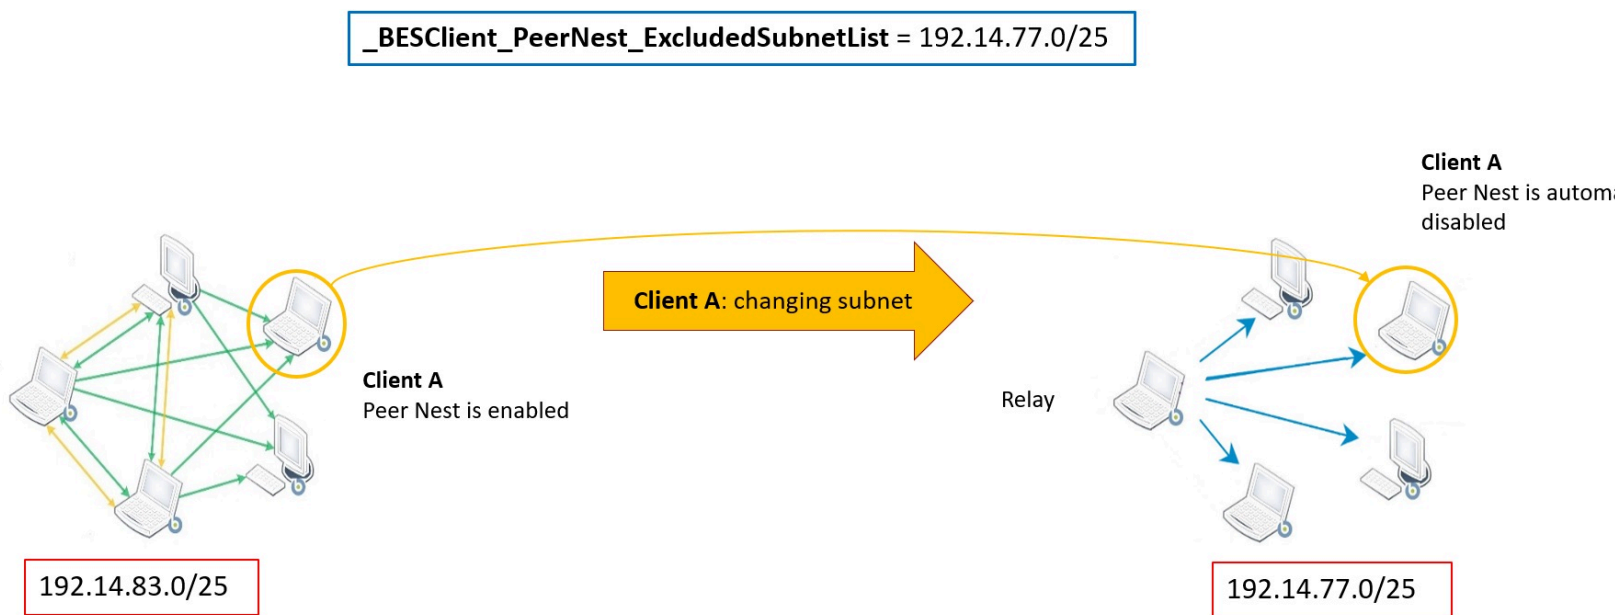 _BESClient_PeerNest_ExcludedSubnetList = 192.14.77.0/25
Client A
Peer Nest is
disabled
Client A: changing subnet
Client A
Peer Nest is enabled
Relay
192.14.83.0/25
192.14.77.0/25